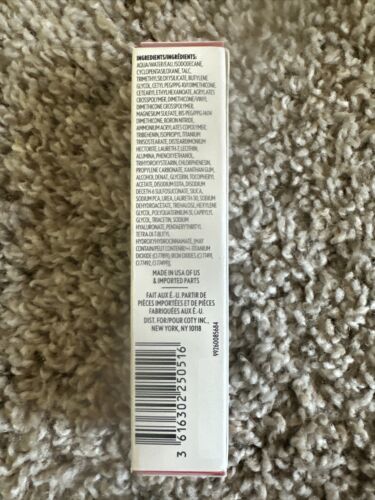 INGREDIENTS/INGRÉDIENTS:
AQUA/WATER/EAU, ISODODECANE,
CYCLOPENTASILOXANE, TALC,
TRIMETHYLSILOXYSILICATE, BUTYLENE
GLYCOL, CETYL PEG/PPG-10/1 DIMETHICONE,
CETEARYL ETHYLHEXANOATE, ACRYLATES
CROSSPOLYMER, DIMETHICONE/VINYL
DIMETHICONE CROSSPOLYMER,
MAGNESIUM SULFATE, BIS-PEG/PPG-14/14
DIMETHICONE, BORON NITRIDE,
AMMONIUM ACRYLATES COPOLYMER,
TRIBEHENIN, ISOPROPYL TITANIUM
TRIISOSTEARATE, DISTEARDIMONIUM
HECTORITE, LAURETH-7, LECITHIN,
ALUMINA, PHENOXYETHANOL,
TRIHYDROXYSTEARIN, CHLORPHENESIN,
PROPYLENE CARBONATE, XANTHAN GUM,
ALCOHOL DENAT., GLYCERIN, TOCOPHERYL
ACETATE, DISODIUM EDTA, DISODIUM
DECETH-6 SULFOSUCCINATE, SILICA,
SODIUM PCA, UREA, LAURETH-30, SODIUM
DEHYDROACETATE, TREHALOSE, HEXYLENE
GLYCOL, POLYQUATERNIUM-51, CAPRYLYL
GLYCOL, TRIACETIN, SODIUM
HYALURONATE, PENTAERYTHRITYL
TETRA-DI-T-BUTYL
HYDROXYHYDROCINNAMATE, [MAY
CONTAIN/PEUT CONTENIR/+/- TITANIUM
DIOXIDE (CI 77891), IRON OXIDES (CI 77491,
CI 77492, CI 77499)].
MADE IN USA OF US
& IMPORTED PARTS
FAIT AUX É.-U. PARTIR DE
PIÈCES IMPORTÉES ET DE PIÈCES
FABRIQUÉES AUX É.-U.
DIST. FOR/POUR COTY INC.,
NEW YORK, NY 10118
99260085684
3 616302 250516